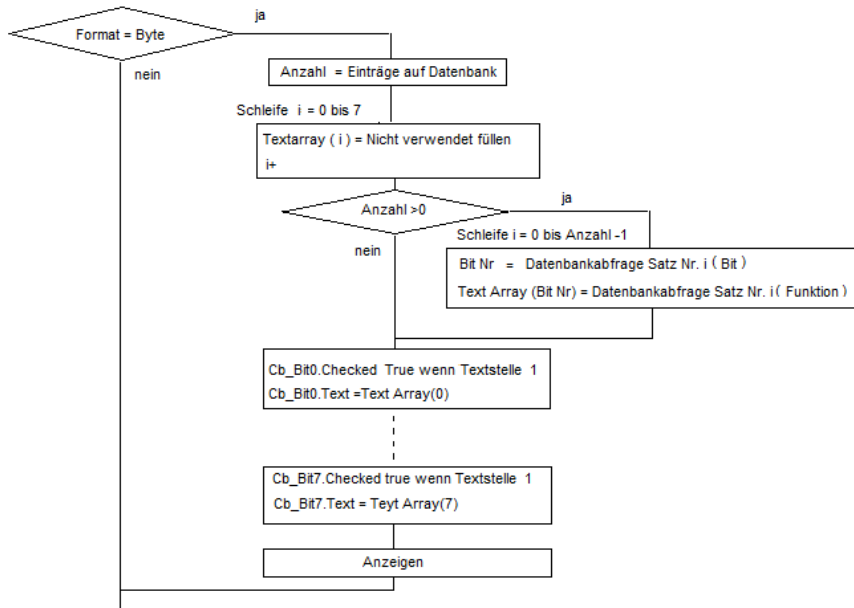 ja
Format = Byte
nein
Anzahl = Einträge auf Datenbank
Schleife i = 0 bis 7
Textarray ( i ) = Nicht verwendet füllen
i+
Anzahl >0
ja
nein
Schleife i = 0 bis Anzahl -1
Bit Nr = Datenbankabfrage Satz Nr. i ( Bit )
Text Array (Bit Nr) = Datenbankabfrage Satz Nr. i ( Funktion )
Cb_Bit0.Checked True wenn Textstelle 1
Cb_Bit0.Text =Text Array(0)
Cb_Bit7.Checked true wenn Textstelle 1
Cb_Bit7.Text = Teyt Array(7)
Anzeigen